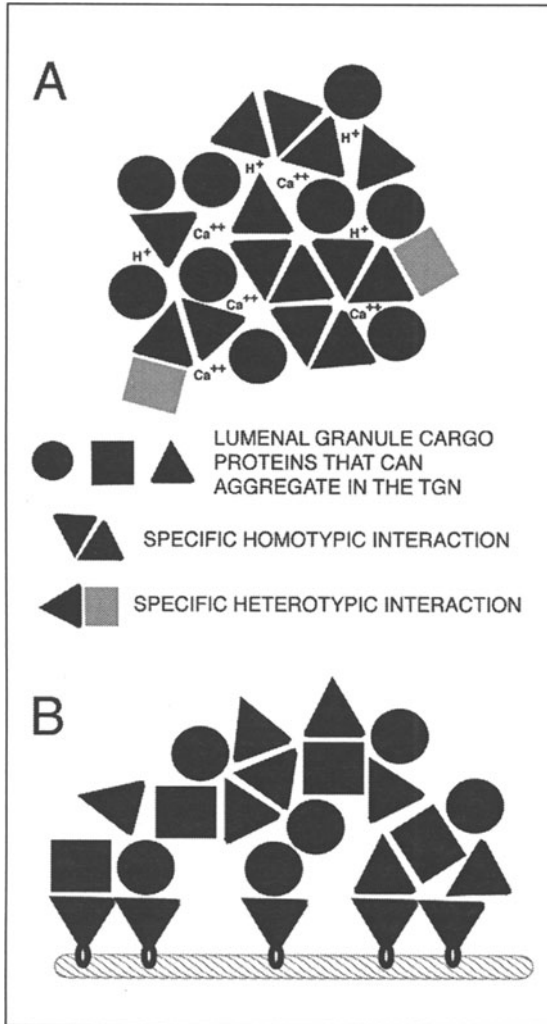 A
H+
H+
Ca++
Ca++
H+
H+
Ca++
Ca++
Ca++
LUMENAL GRANULE CARGO
PROTEINS THAT CAN
AGGREGATE IN THE TGN
SPECIFIC HOMOTYPIC INTERACTION
SPECIFIC HETEROTYPIC INTERACTION
B